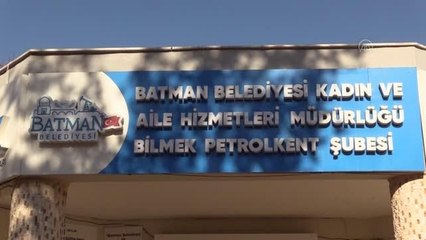 BATMAN
BELEDİYESİ
BATMAN BELEDİYESİ KADIN VE
AİLE HİZMETLERİ MÜDÜRLÜĞÜ
BİLMEK PETROLKENT ŞUBESİ